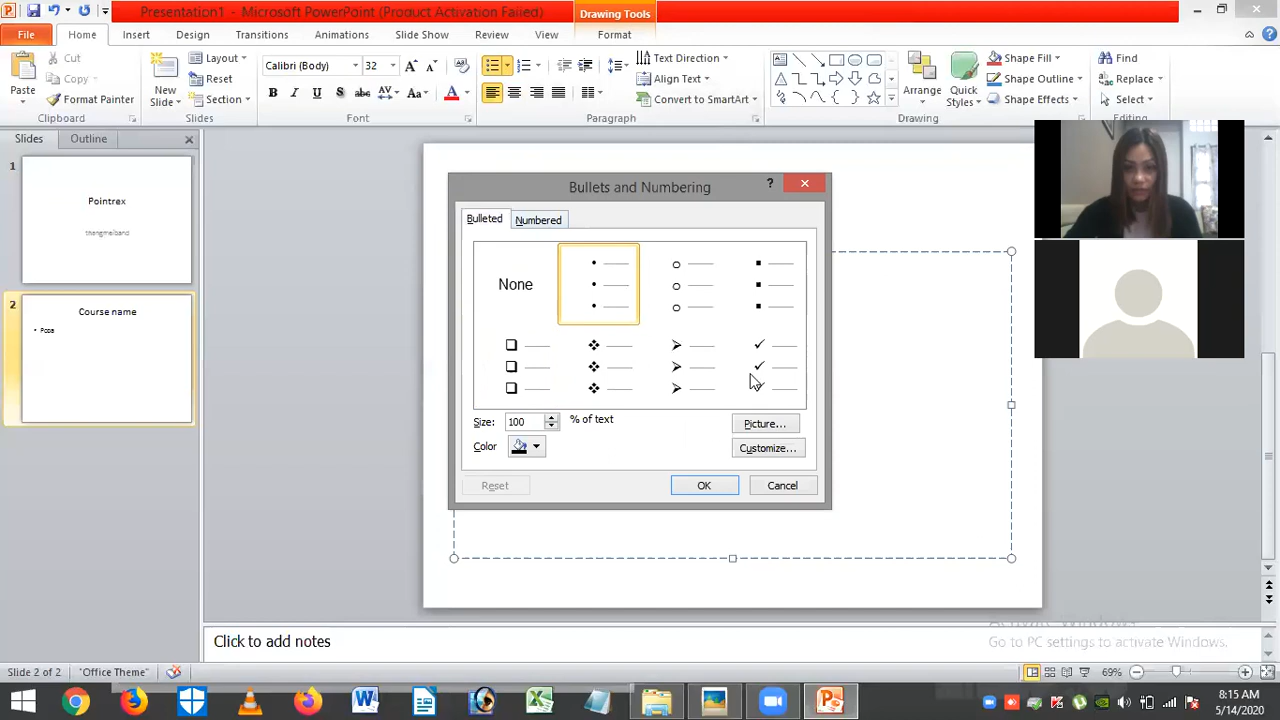 Presentation1 - Microsoft PowerPoint (Product Activation Failed)
Drawing Tools
File
Home
Insert
Design
Transitions
Animations
Slide Show
Review
View
Format
Paste
Cut
Copy
Format Painter
Clipboard
New
Slide
Layout
Reset
Section
Slides
Calibri (Body)
32
Font
Text Direction
Align Text
Convert to SmartArt
Paragraph
Arrange
Quick
Styles
Shape Fill
Shape Outline
Shape Effects
Drawing
Find
Replace
Select
Editing
Slides
Outline
1
Pointrex
2
Course name
Bullets and Numbering
?
Bulleted
Numbered
None
Size:
100
% of text
Color
Picture...
Customize...
Reset
OK
Cancel
Click to add notes
Activate Windows
Go to PC settings to activate Windows.
Slide 2 of 2
"Office Theme"
69%
8:15 AM
5/14/2020